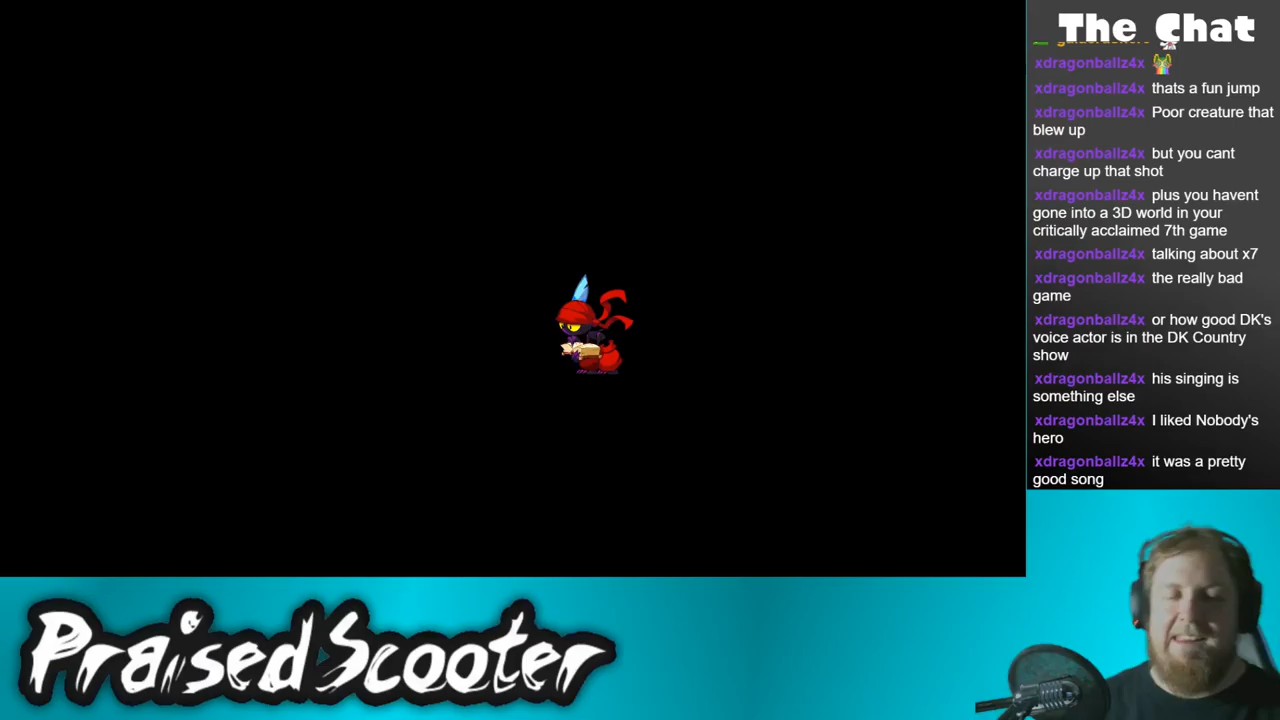 The Chat
xdragonballz4x
xdragonballz4x thats a fun jump
xdragonballz4x Poor creature that
blew up
xdragonballz4x but you cant
charge up that shot
xdragonballz4x plus you havent
gone into a 3D world in your
critically acclaimed 7th game
xdragonballz4x talking about x7
xdragonballz4x the really bad
game
xdragonballz4x or how good DK's
voice actor is in the DK Country
show
xdragonballz4x his singing is
something else
xdragonballz4x I liked Nobody's
hero
xdragonballz4x it was a pretty
good song
PraisedScooter